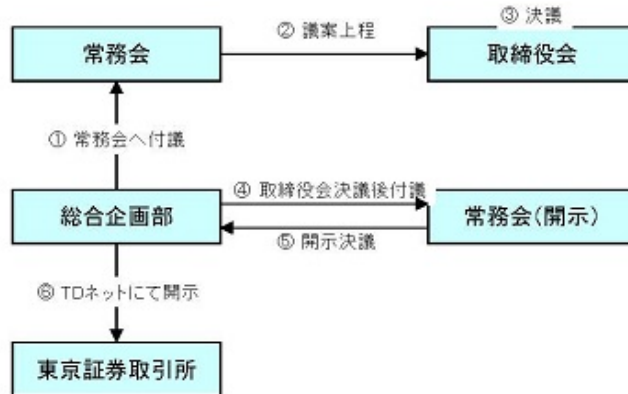 ③ 決議
② 議案上程
常務会
取締役会
① 常務会へ付議
④ 取締役会決議後付議
総合企画部
常務会(開示)
⑤ 開示決議
⑥ TDネットにて開示
東京証券取引所